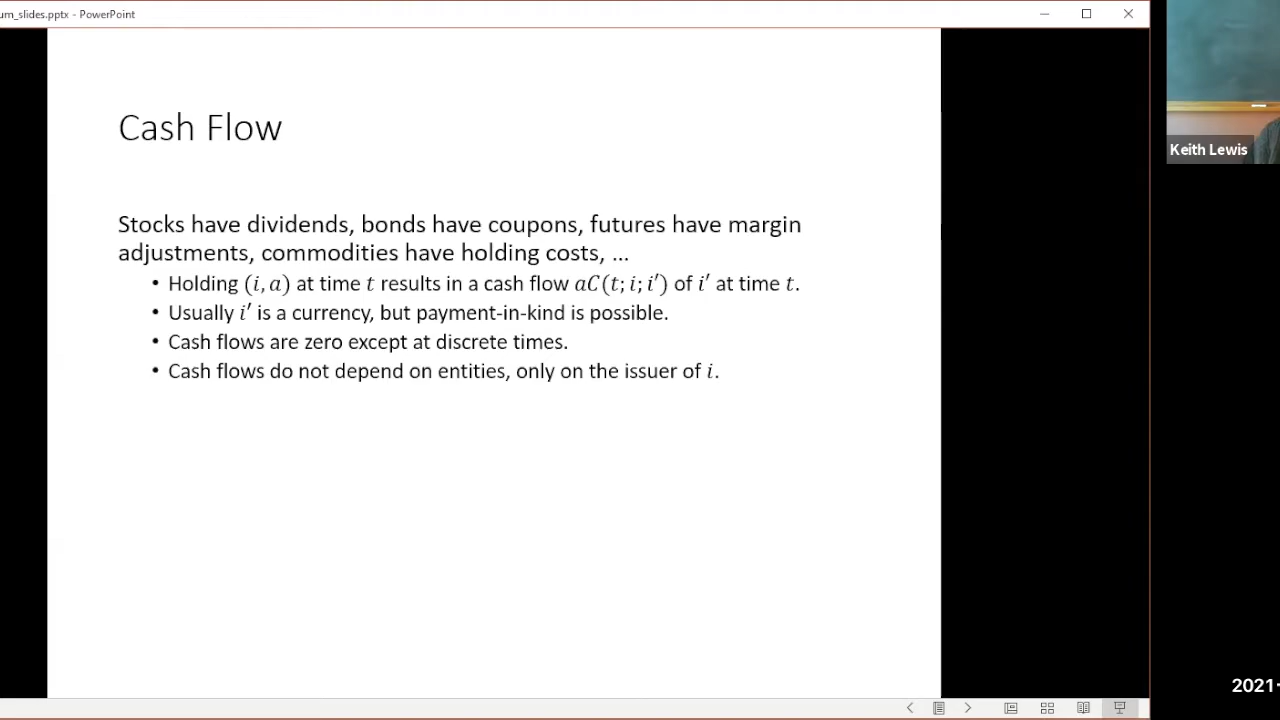 um_slides.pptx - PowerPoint
Cash Flow
Stocks have dividends, bonds have coupons, futures have margin
adjustments, commodities have holding costs, ...
• Holding (i, a) at time t results in a cash flow aC(t; i; i′) of i′ at time t.
• Usually i′ is a currency, but payment-in-kind is possible.
• Cash flows are zero except at discrete times.
• Cash flows do not depend on entities, only on the issuer of i.
Keith Lewis
2021-